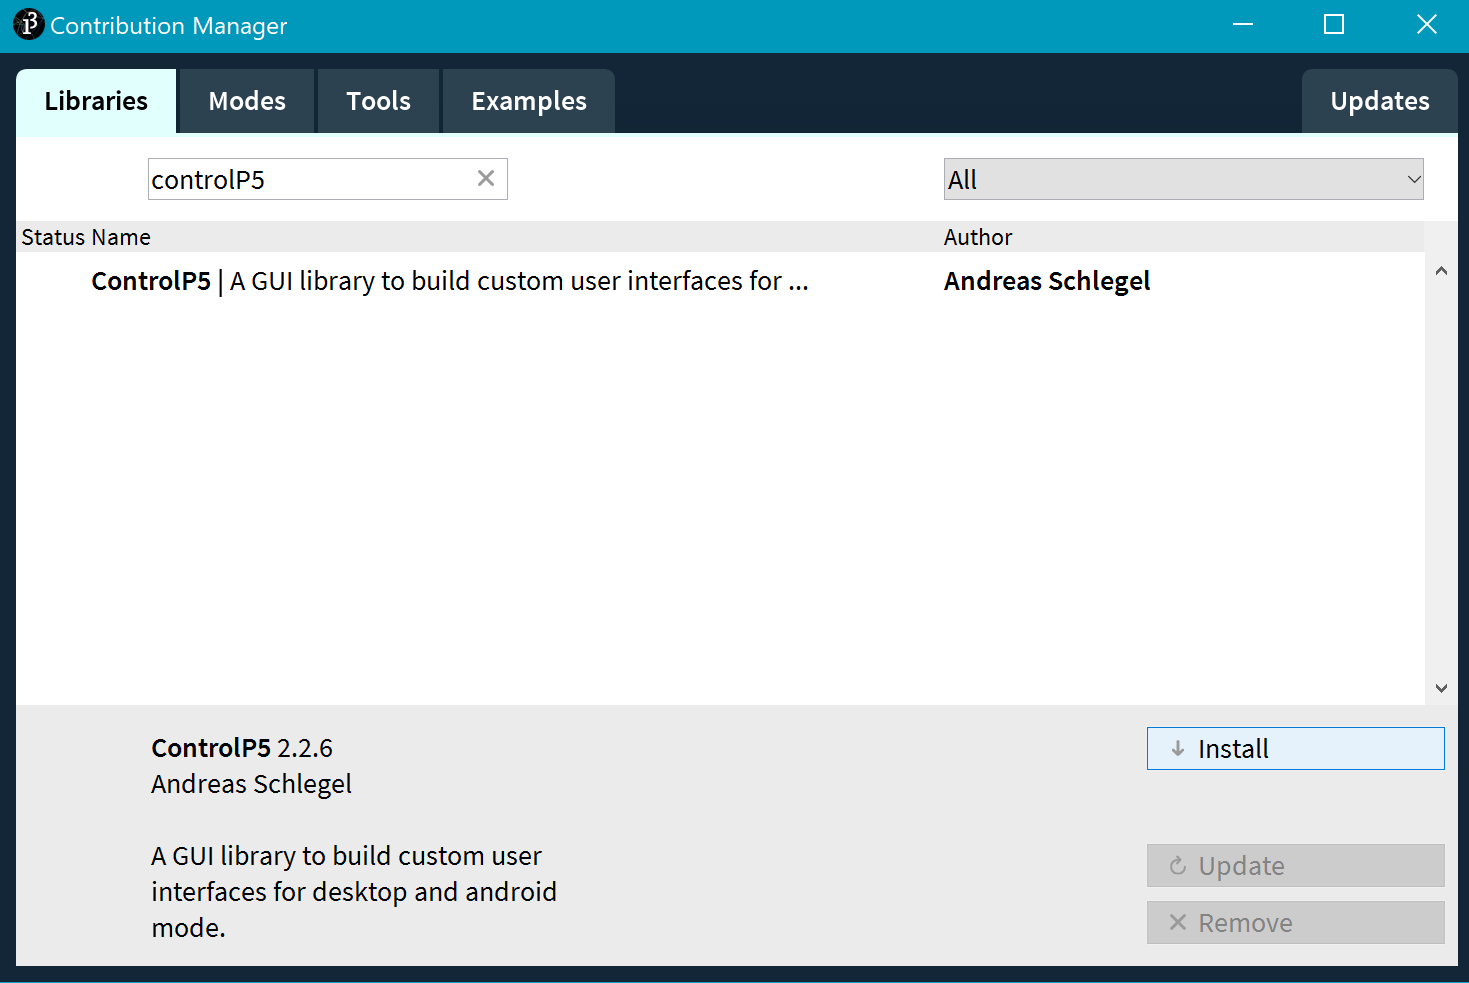 Contribution Manager
Libraries Modes Tools Examples Updates
controlP5 All
Status Name Author
ControlP5 | A GUI library to build custom user interfaces for ... Andreas Schlegel
ControlP5 2.2.6
Andreas Schlegel
Install
A GUI library to build custom user
interfaces for desktop and android
mode.
Update
Remove